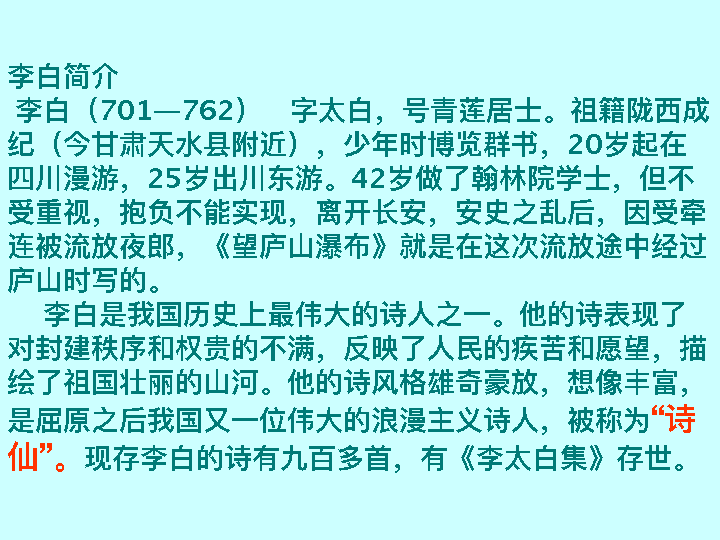 李白简介
李白（701—762）　字太白，号青莲居士。祖籍陇西成
纪（今甘肃天水县附近），少年时博览群书，20岁起在
四川漫游，25岁出川东游。42岁做了翰林院学士，但不
受重视，抱负不能实现，离开长安，安史之乱后，因受牵
连被流放夜郎，《望庐山瀑布》就是在这次流放途中经过
庐山时写的。
李白是我国历史上最伟大的诗人之一。他的诗表现了
对封建秩序和权贵的不满，反映了人民的疾苦和愿望，描
绘了祖国壮丽的山河。他的诗风格雄奇豪放，想像丰富，
是屈原之后我国又一位伟大的浪漫主义诗人，被称为“诗
仙”。现存李白的诗有九百多首，有《李太白集》存世。